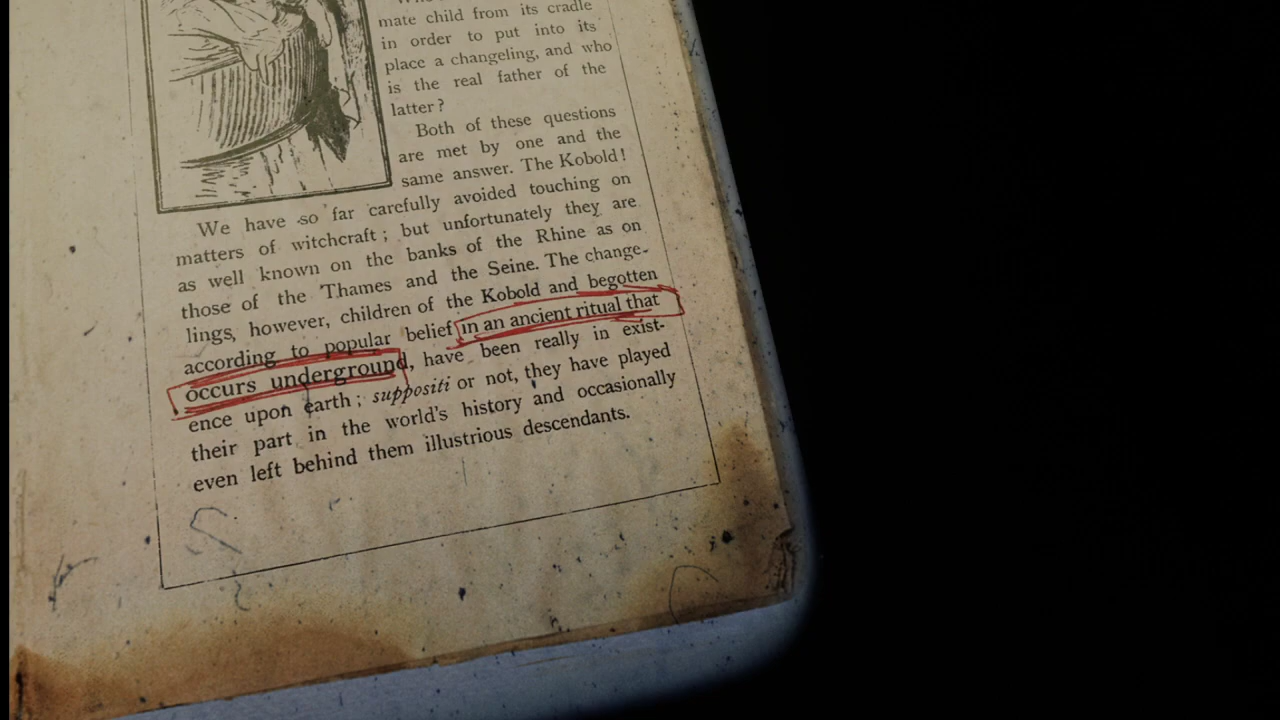 mate child from its cradle
in order to put into its
place a changeling, and who
is the real father of the
latter?
Both of these questions
are met by one and the
same answer. The Kobold!
We have so far carefully avoided touching on
matters of witchcraft; but unfortunately they are
as well known on the banks of the Rhine as on
those of the Thames and the Seine. The change-
lings, however, children of the Kobold and begotten
according to popular belief in an ancient ritual that
occurs underground, have been really in exist-
ence upon earth; suppositi or not, they have played
their part in the world's history and occasionally
even left behind them illustrious descendants.